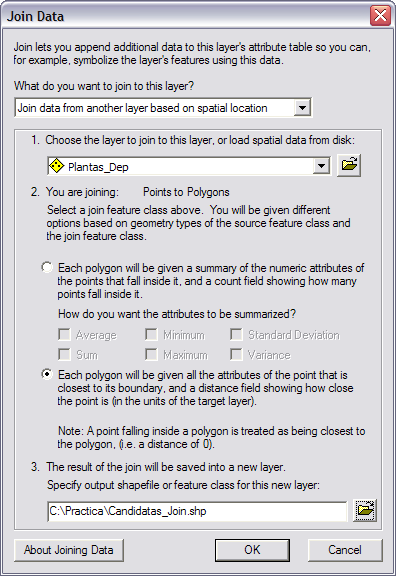 Join Data
Join lets you append additional data to this layer's attribute table so you can,
for example, symbolize the layer's features using this data.
What do you want to join to this layer?
Join data from another layer based on spatial location
1. Choose the layer to join to this layer, or load spatial data from disk:
Plantas_Dep
2. You are joining: Points to Polygons
Select a join feature class above. You will be given different
options based on geometry types of the source feature class and
the join feature class.
Each polygon will be given a summary of the numeric attributes of
the points that fall inside it, and a count field showing how many
points fall inside it.
How do you want the attributes to be summarized?
Average Minimum Standard Deviation
Sum Maximum Variance
Each polygon will be given all the attributes of the point that is
closest to its boundary, and a distance field showing how close
the point is (in the units of the target layer).
Note: A point falling inside a polygon is treated as being closest to
the polygon, (i.e. a distance of 0).
3. The result of the join will be saved into a new layer.
Specify output shapefile or feature class for this new layer:
C:\Practica\Candidatas_Join.shp
About Joining Data OK Cancel